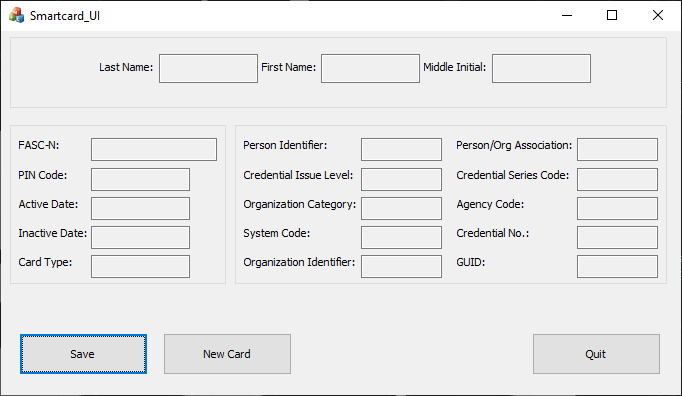 Smartcard_UI
Last Name: First Name: Middle Initial:
FASC-N: Person Identifier: Person/Org Association:
PIN Code: Credential Issue Level: Credential Series Code:
Active Date: Organization Category: Agency Code:
Inactive Date: System Code: Credential No.:
Card Type: Organization Identifier: GUID:
Save New Card Quit